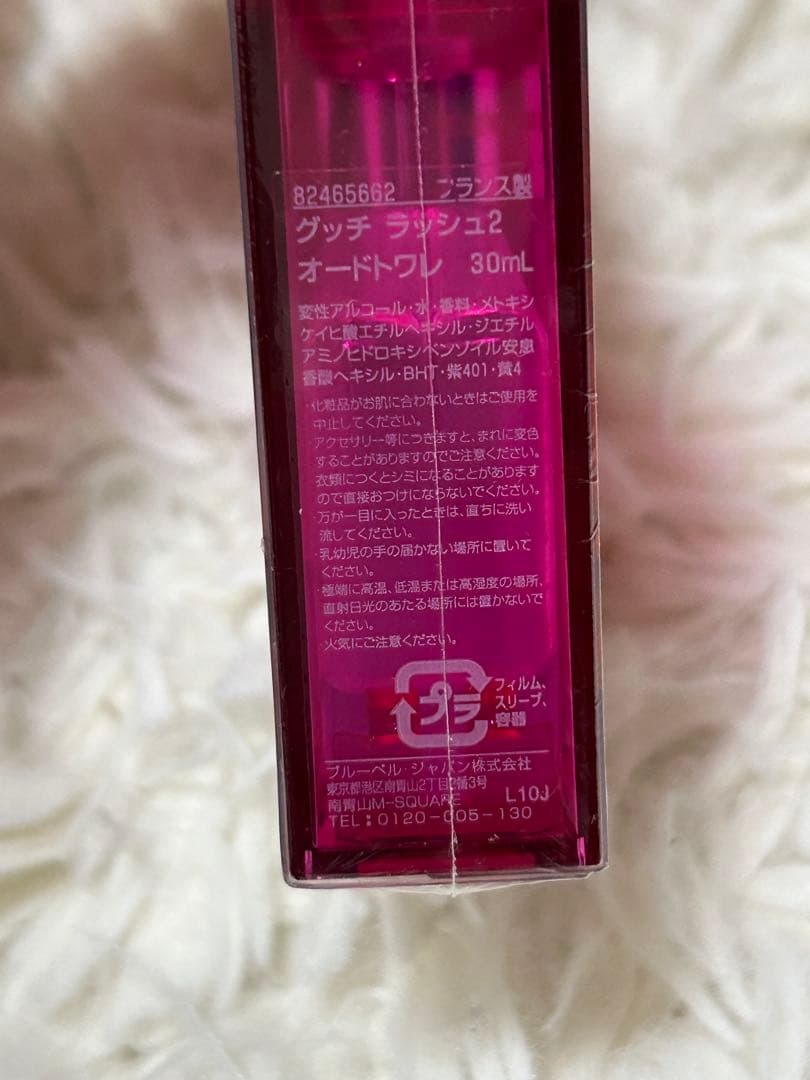 82465662 フランス製
グッチ ラッシュ2
オードトワレ 30mL
変性アルコール・水・香料・メトキシ
ケイヒ酸エチルヘキシル・ジエチル
アミノヒドロキシベンゾイル安息
香酸ヘキシル・BHT・紫401・黄4
・化粧品がお肌に合わないときはご使用を
中止してください。
・アクセサリー等につきますと、まれに変色
することがありますのでご注意ください。
衣類につくとシミになることがあります
ので直接おつけにならないでください。
・万が一目に入ったときは、直ちに洗い
流してください。
・乳幼児の手の届かない場所に置いて
ください。
・極端に高温、低温または高湿度の場所、
直射日光のあたる場所には置かないで
ください。
・火気にご注意ください。
プラ
フィルム、
スリーブ、
容器
ブルーベル・ジャパン株式会社
東京都港区南青山2丁目2番3号
南青山M-SQUARE L10J
TEL:0120-005-130